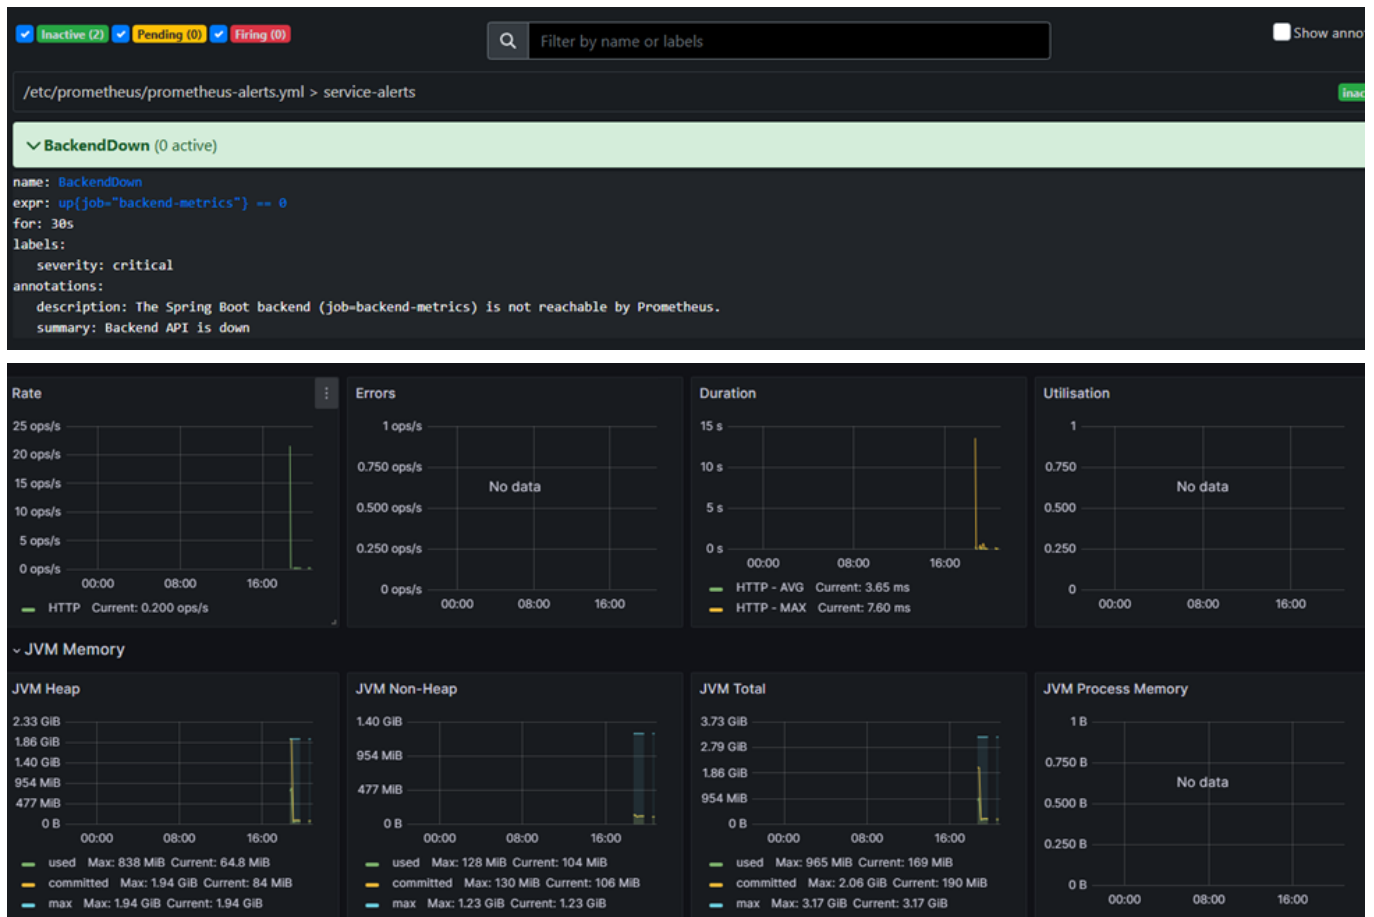 Inactive (2) Pending (0) Firing (0)
Filter by name or labels
Show anno
/etc/prometheus/prometheus-alerts.yml > service-alerts
inac
BackendDown (0 active)
name: BackendDown
expr: up{job="backend-metrics"} == 0
for: 30s
labels:
severity: critical
annotations:
description: The Spring Boot backend (job=backend-metrics) is not reachable by Prometheus.
summary: Backend API is down
Rate
25 ops/s
20 ops/s
15 ops/s
10 ops/s
5 ops/s
0 ops/s
00:00 08:00 16:00
HTTP Current: 0.200 ops/s
Errors
1 ops/s
0.750 ops/s
0.500 ops/s
0.250 ops/s
0 ops/s
No data
00:00 08:00 16:00
Duration
15 s
10 s
5 s
0 s
00:00 08:00 16:00
HTTP - AVG Current: 3.65 ms
HTTP - MAX Current: 7.60 ms
Utilisation
1
0.750
0.500
0.250
0
No data
00:00 08:00 16:00
JVM Memory
JVM Heap
2.33 GiB
1.86 GiB
1.40 GiB
954 MiB
477 MiB
0 B
00:00 08:00 16:00
used Max: 838 MiB Current: 64.8 MiB
committed Max: 1.94 GiB Current: 84 MiB
max Max: 1.94 GiB Current: 1.94 GiB
JVM Non-Heap
1.40 GiB
954 MiB
477 MiB
0 B
00:00 08:00 16:00
used Max: 128 MiB Current: 104 MiB
committed Max: 130 MiB Current: 106 MiB
max Max: 1.23 GiB Current: 1.23 GiB
JVM Total
3.73 GiB
2.79 GiB
1.86 GiB
954 MiB
0 B
00:00 08:00 16:00
used Max: 965 MiB Current: 169 MiB
committed Max: 2.06 GiB Current: 190 MiB
max Max: 3.17 GiB Current: 3.17 GiB
JVM Process Memory
1 B
0.750 B
0.500 B
0.250 B
0 B
No data
00:00 08:00 16:00